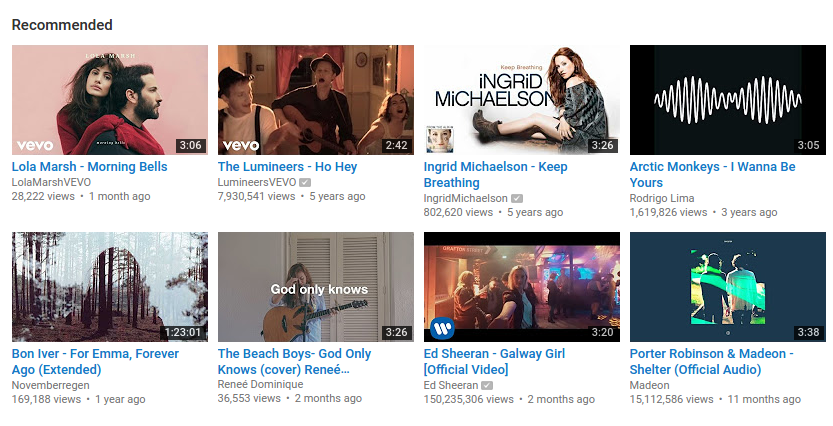 Recommended
LOLA MARSH
morning bells
vevo
3:06
vevo
2:42
Keep Breathing
INGRID
MICHAELSON
3:26
3:05
Lola Marsh - Morning Bells
LolaMarshVEVO
28,222 views • 1 month ago
The Lumineers - Ho Hey
LumineersVEVO
7,930,541 views • 5 years ago
Ingrid Michaelson - Keep
Breathing
IngridMichaelson
802,620 views • 5 years ago
Arctic Monkeys - I Wanna Be
Yours
Rodrigo Lima
1,619,826 views • 3 years ago
1:23:01
God only knows
3:26
GRAFTON STREET
W
3:20
3:38
Bon Iver - For Emma, Forever
Ago (Extended)
Novemberregen
169,188 views • 1 year ago
The Beach Boys- God Only
Knows (cover) Reneé...
Reneé Dominique
36,553 views • 2 months ago
Ed Sheeran - Galway Girl
[Official Video]
Ed Sheeran
150,235,306 views • 2 months ago
Porter Robinson & Madeon -
Shelter (Official Audio)
Madeon
15,112,586 views • 11 months ago